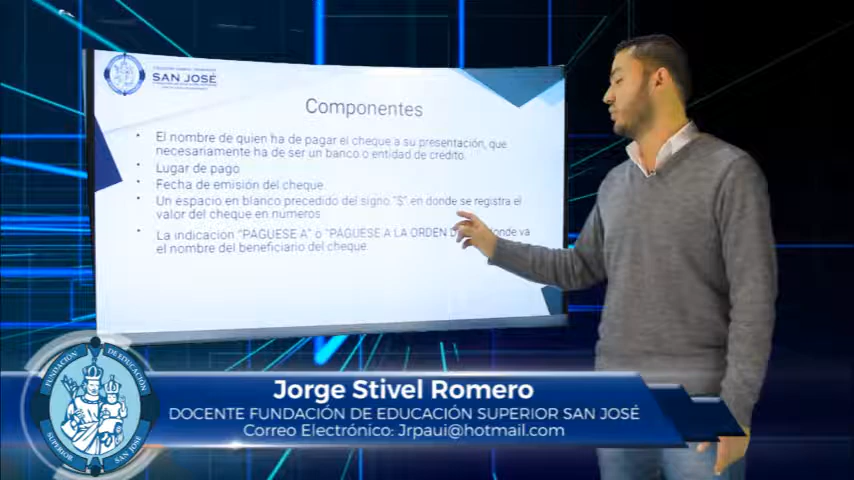 SAN JOSÉ
Componentes
• El nombre de quien ha de pagar el cheque a su presentación, que
necesariamente ha de ser un banco o entidad de crédito.
• Lugar de pago
• Fecha de emisión del cheque
• Un espacio en blanco precedido del signo "$" en donde se registra el
valor del cheque en números
• La indicación "PAGUESE A" o "PAGUESE A LA ORDEN donde va
el nombre del beneficiario del cheque
FUNDACIÓN DE EDUCACIÓN
SUPERIOR SAN JOSÉ
Jorge Stivel Romero
DOCENTE FUNDACIÓN DE EDUCACIÓN SUPERIOR SAN JOSÉ
Correo Electrónico: Jrpaui@hotmail.com